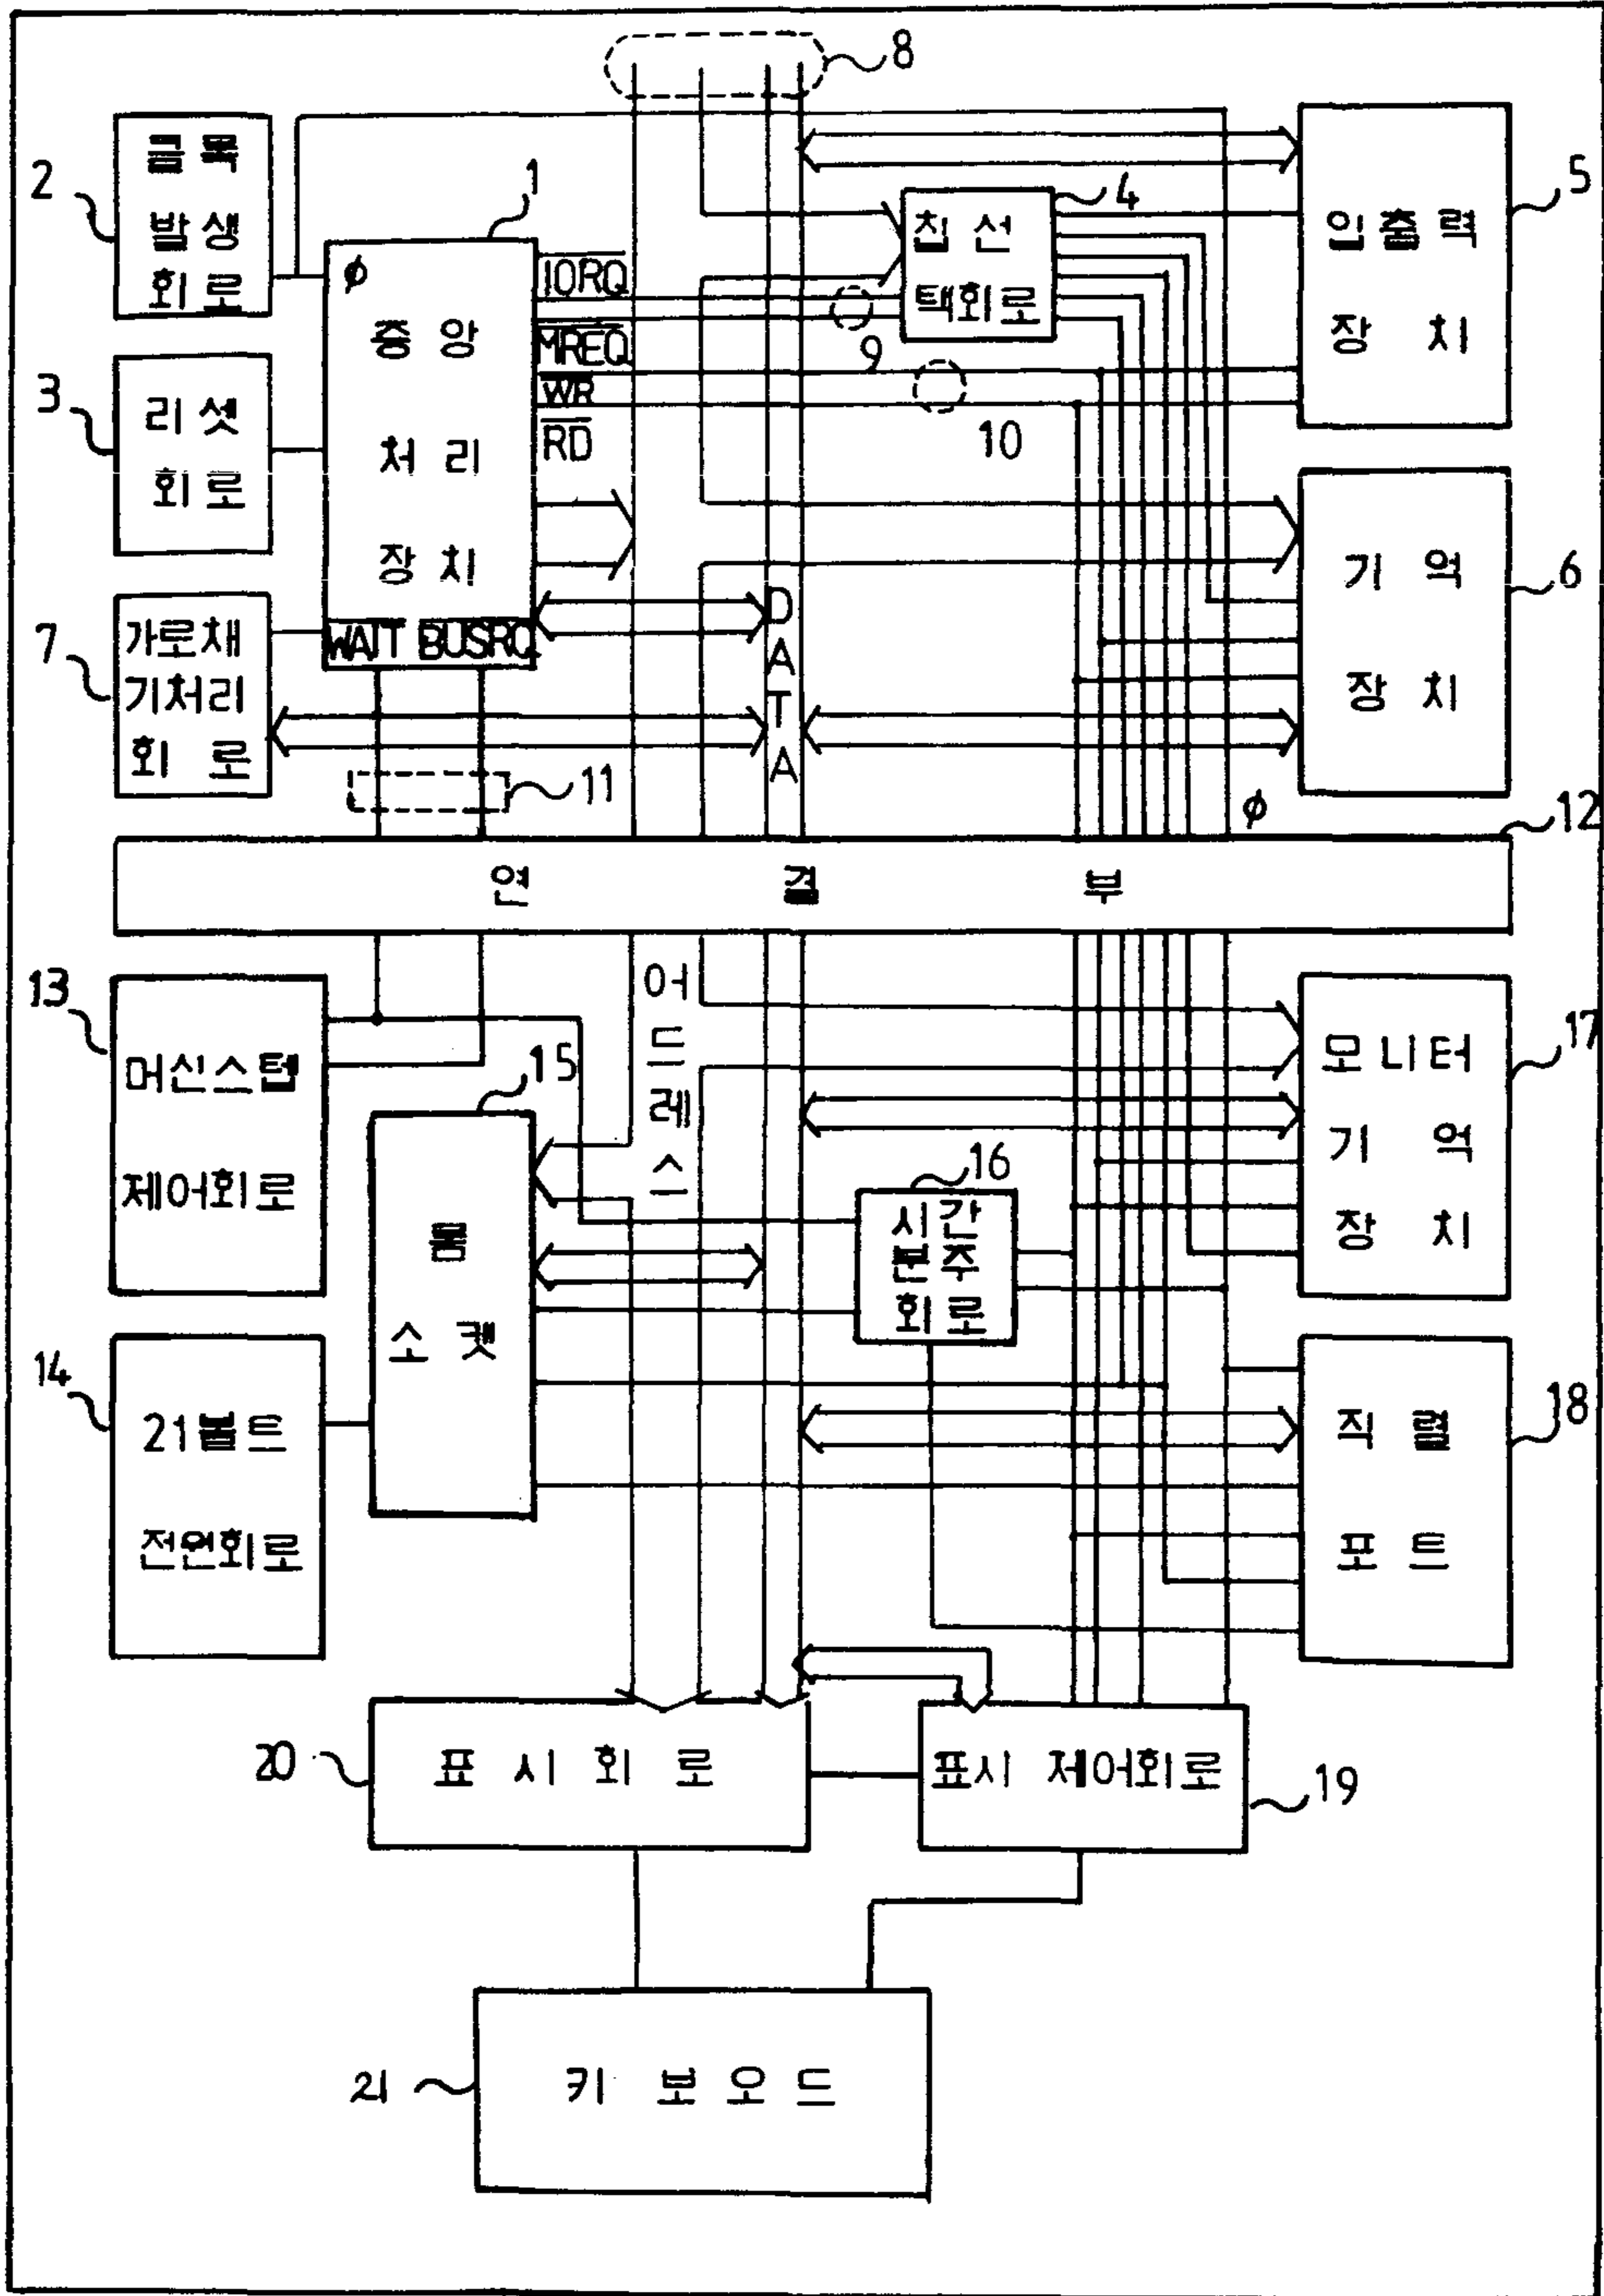 8
2
클록
발생
회로
1
4
5
φ
IORQ
MREQ
WR
RD
칩 선
택회로
입출력
장 치
9
10
3
리 셋
회로
중 앙
처 리
장 치
WAIT BUSRQ
7
가로채
기처리
회 로
DATA
기 억
장 치
6
11
φ
12
연 결 부
13
머신스텝
제어회로
어드레스
15
롬
소 켓
16
시간
분주
회로
모니터
기 억
장 치
17
14
21볼트
전원회로
직 렬
포 트
18
20
표 시 회 로
표시 제어회로
19
21
키 보 오 드